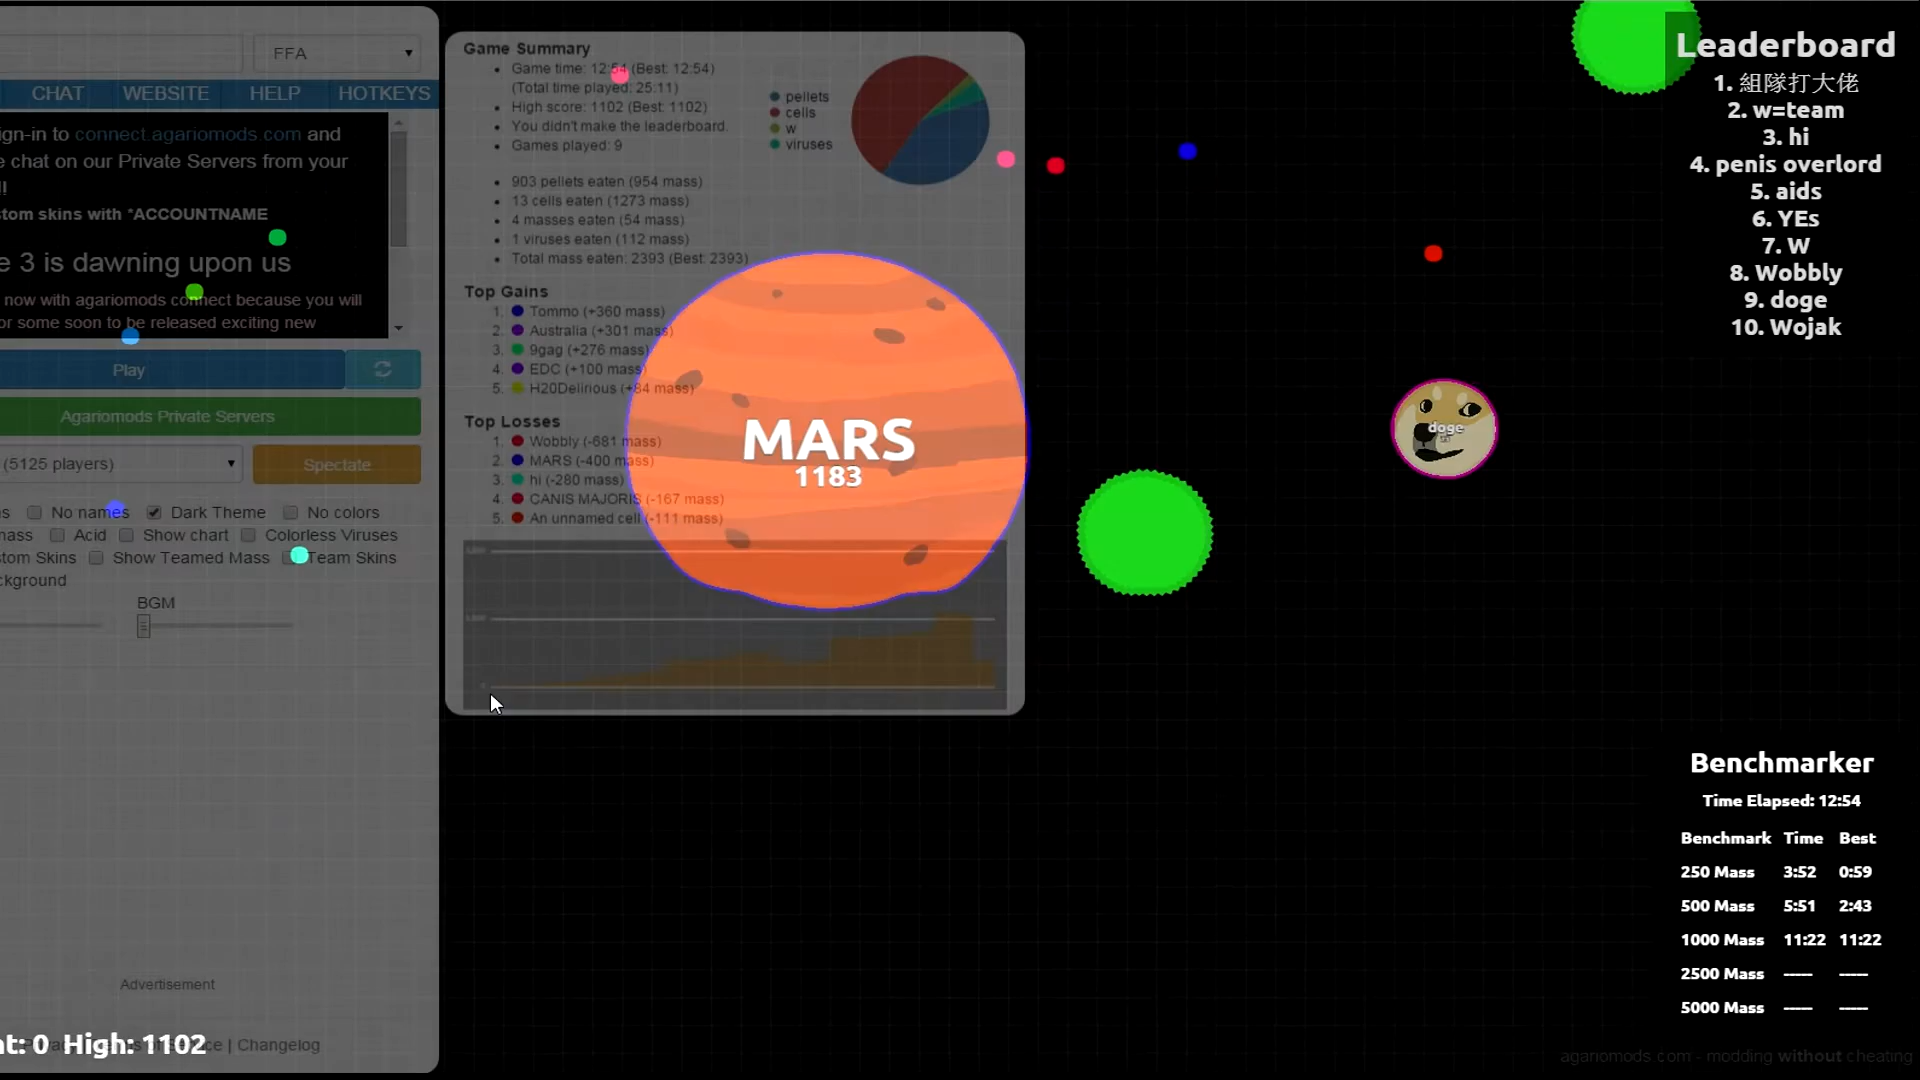 FFA
CHAT WEBSITE HELP HOTKEYS
ign-in to connect.agariomods.com and
e chat on our Private Servers from your
!!
tom skins with *ACCOUNTNAME
e 3 is dawning upon us
now with agariomods connect because you will
or some soon to be released exciting new
Play
Agariomods Private Servers
(5125 players)
Spectate
s No names Dark Theme No colors
mass Acid Show chart Colorless Viruses
tom Skins Show Teamed Mass Team Skins
ckground
BGM
Advertisement
| Changelog
nt: 0 High: 1102
Game Summary
Game time: 12:54 (Best: 12:54)
(Total time played: 25:11)
High score: 1102 (Best: 1102)
You didn't make the leaderboard.
Games played: 9
903 pellets eaten (954 mass)
13 cells eaten (1273 mass)
4 masses eaten (54 mass)
1 viruses eaten (112 mass)
Total mass eaten: 2393 (Best: 2393)
pellets
cells
w
viruses
Top Gains
1. Tommo (+360 mass)
2. Australia (+301 mass)
3. 9gag (+276 mass)
4. EDC (+100 mass)
5. H20Delirious (+84 mass)
Top Losses
1. Wobbly (-681 mass)
2. MARS (-400 mass)
3. hi (-280 mass)
4. CANIS MAJORIS (-167 mass)
5. An unnamed cell (-111 mass)
MARS
1183
doge
Leaderboard
1. 組隊打大佬
2. w=team
3. hi
4. penis overlord
5. aids
6. YEs
7. W
8. Wobbly
9. doge
10. Wojak
Benchmarker
Time Elapsed: 12:54
Benchmark Time Best
250 Mass 3:52 0:59
500 Mass 5:51 2:43
1000 Mass 11:22 11:22
2500 Mass ----- -----
5000 Mass ----- -----
agariomods.com - modding without cheating